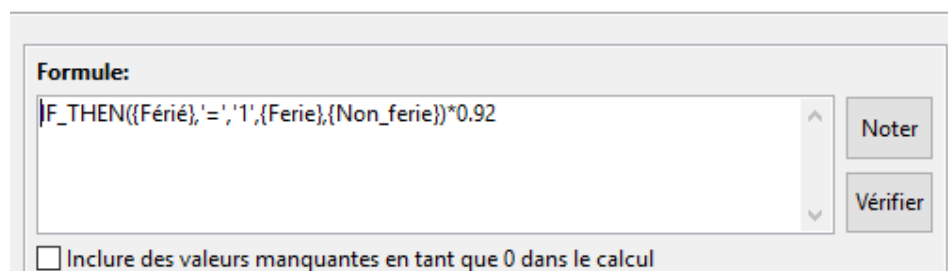 Formule:
IF_THEN({Férié},'=','1',{Ferie},{Non_ferie})*0.92
Noter
Vérifier
Inclure des valeurs manquantes en tant que 0 dans le calcul